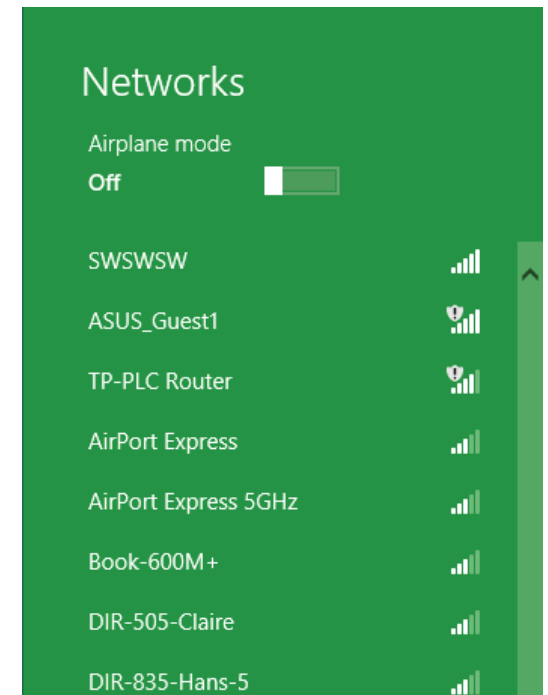 Networks
Airplane mode
Off
SWSWSW
ASUS_Guest1
TP-PLC Router
AirPort Express
AirPort Express 5GHz
Book-600M+
DIR-505-Claire
DIR-835-Hans-5